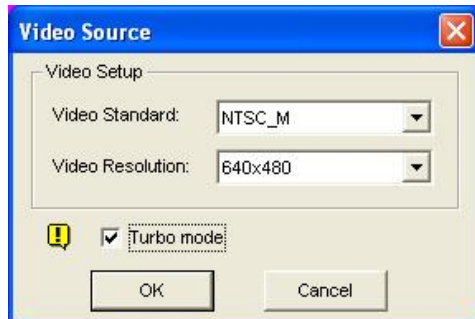 Video Source
Video Setup
Video Standard: NTSC_M
Video Resolution: 640x480
Turbo mode
OK Cancel